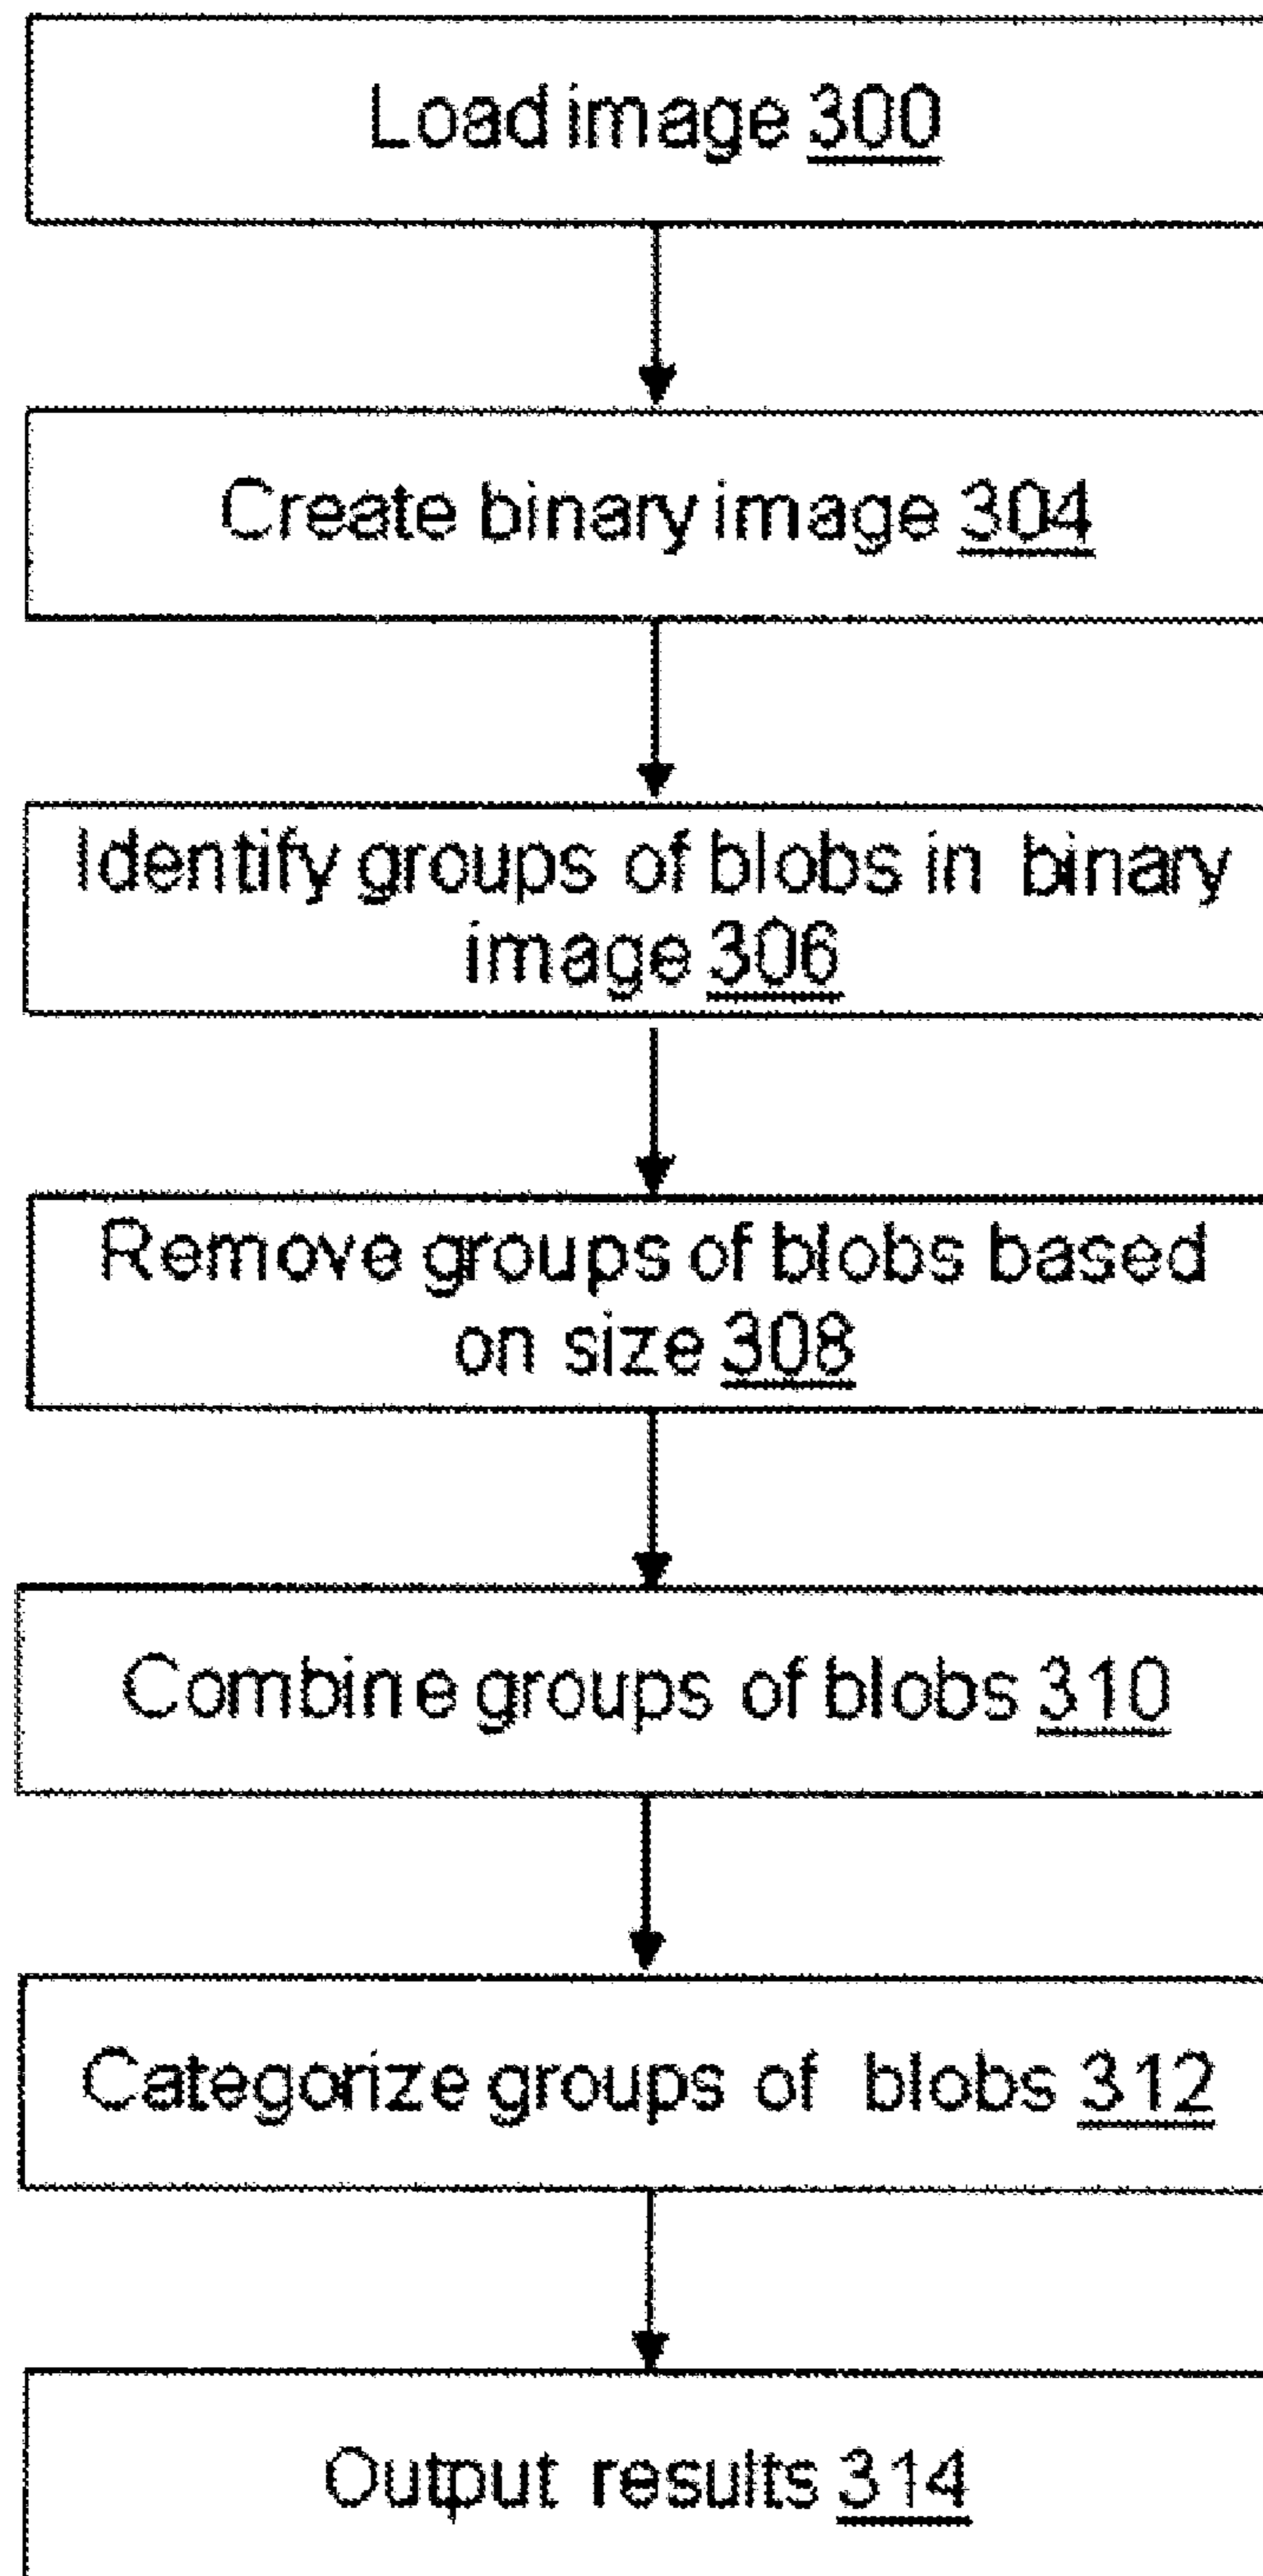 Load image 300
Create binary image 304
Identify groups of blobs in binary
image 306
Remove groups of blobs based
on size 308
Combine groups of blobs 310
Categorize groups of blobs 312
Output results 314